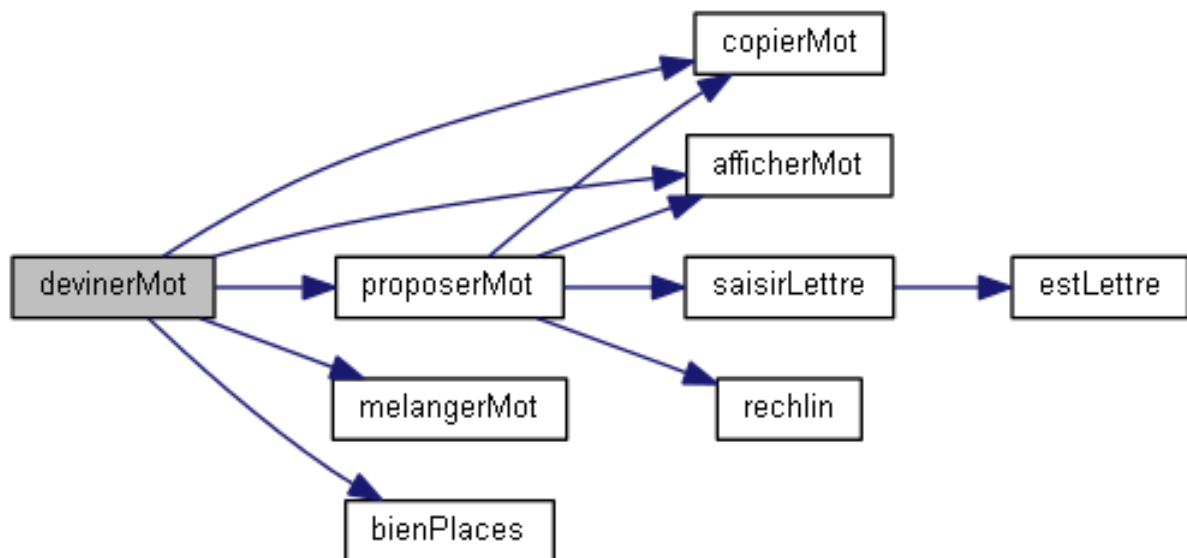 copierMot
afficherMot
devinerMot
proposerMot
saisirLettre
estLettre
melangerMot
rechlin
bienPlaces